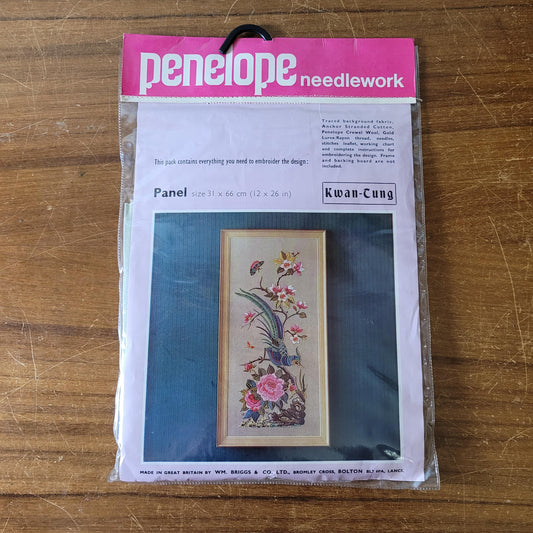 penelope needlework
Traced background fabric,
Anchor Stranded Cotton,
Penelope Crewel Wool, Gold
Lurex-Rayon thread, needles,
stitches leaflet, working chart
and complete instructions for
embroidering the design. Frame
and backing board are not
included.
This pack contains everything you need to embroider the design:
Panel size 31 x 66 cm (12 x 26 in)
Kwan-Tung
MADE IN GREAT BRITAIN BY WM. BRIGGS & CO. LTD., BROMLEY CROSS, BOLTON BL7 9PA, LANCS.